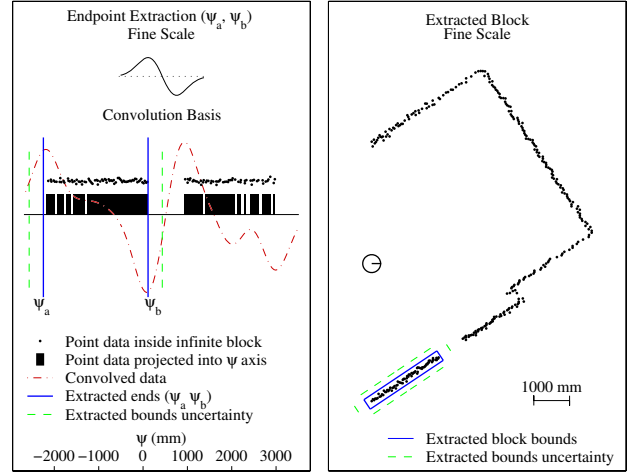 Endpoint Extraction (ψa, ψb)
Fine Scale
Convolution Basis
ψa
ψb
Point data inside infinite block
Point data projected into ψ axis
Convolved data
Extracted ends (ψa ψb)
Extracted bounds uncertainty
ψ (mm)
−2000 −1000 0 1000 2000 3000
Extracted Block
Fine Scale
1000 mm
Extracted block bounds
Extracted bounds uncertainty